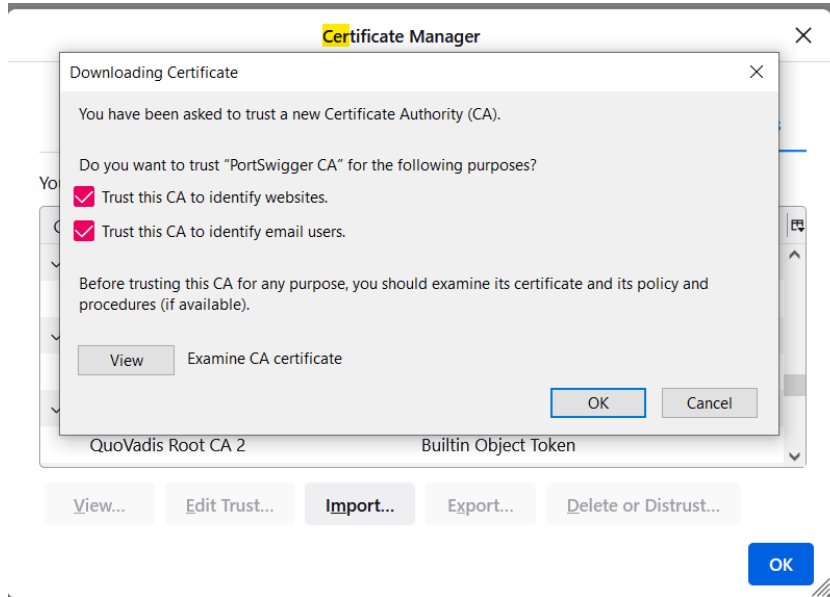 Certificate Manager
Downloading Certificate
You have been asked to trust a new Certificate Authority (CA).
Do you want to trust “PortSwigger CA” for the following purposes?
Trust this CA to identify websites.
Trust this CA to identify email users.
Before trusting this CA for any purpose, you should examine its certificate and its policy and
procedures (if available).
View Examine CA certificate
OK Cancel
QuoVadis Root CA 2 Builtin Object Token
View... Edit Trust... Import... Export... Delete or Distrust...
OK